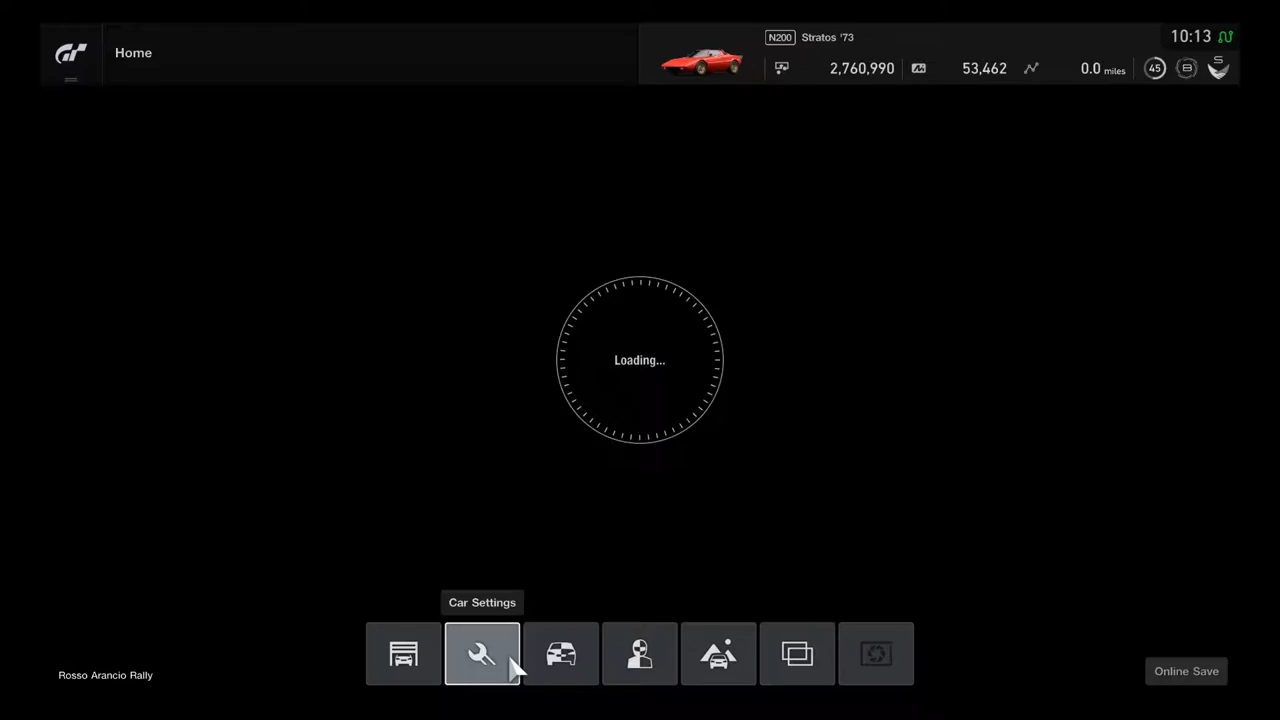 Home
N200 Stratos '73
10:13
2,760,990
53,462
0.0 miles
45
B
S
Loading...
Car Settings
Rosso Arancio Rally
Online Save